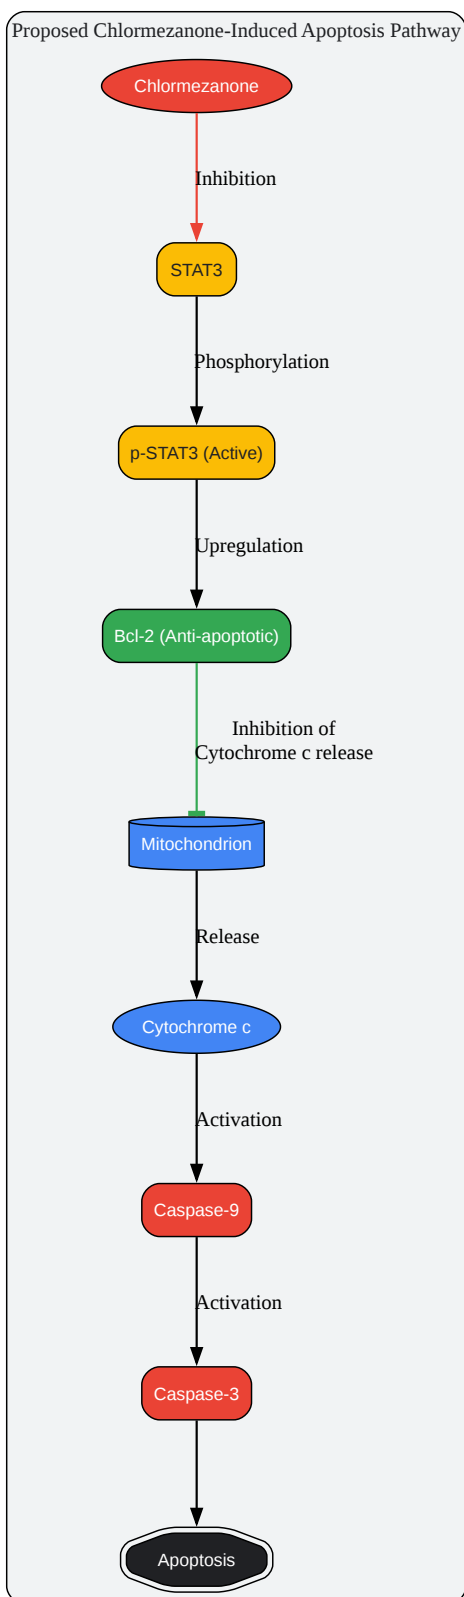 Proposed Chlormezanone-Induced Apoptosis Pathway
Chlormezanone
Inhibition
STAT3
Phosphorylation
p-STAT3 (Active)
Upregulation
Bcl-2 (Anti-apoptotic)
Inhibition of
Cytochrome c release
Mitochondrion
Release
Cytochrome c
Activation
Caspase-9
Activation
Caspase-3
Apoptosis